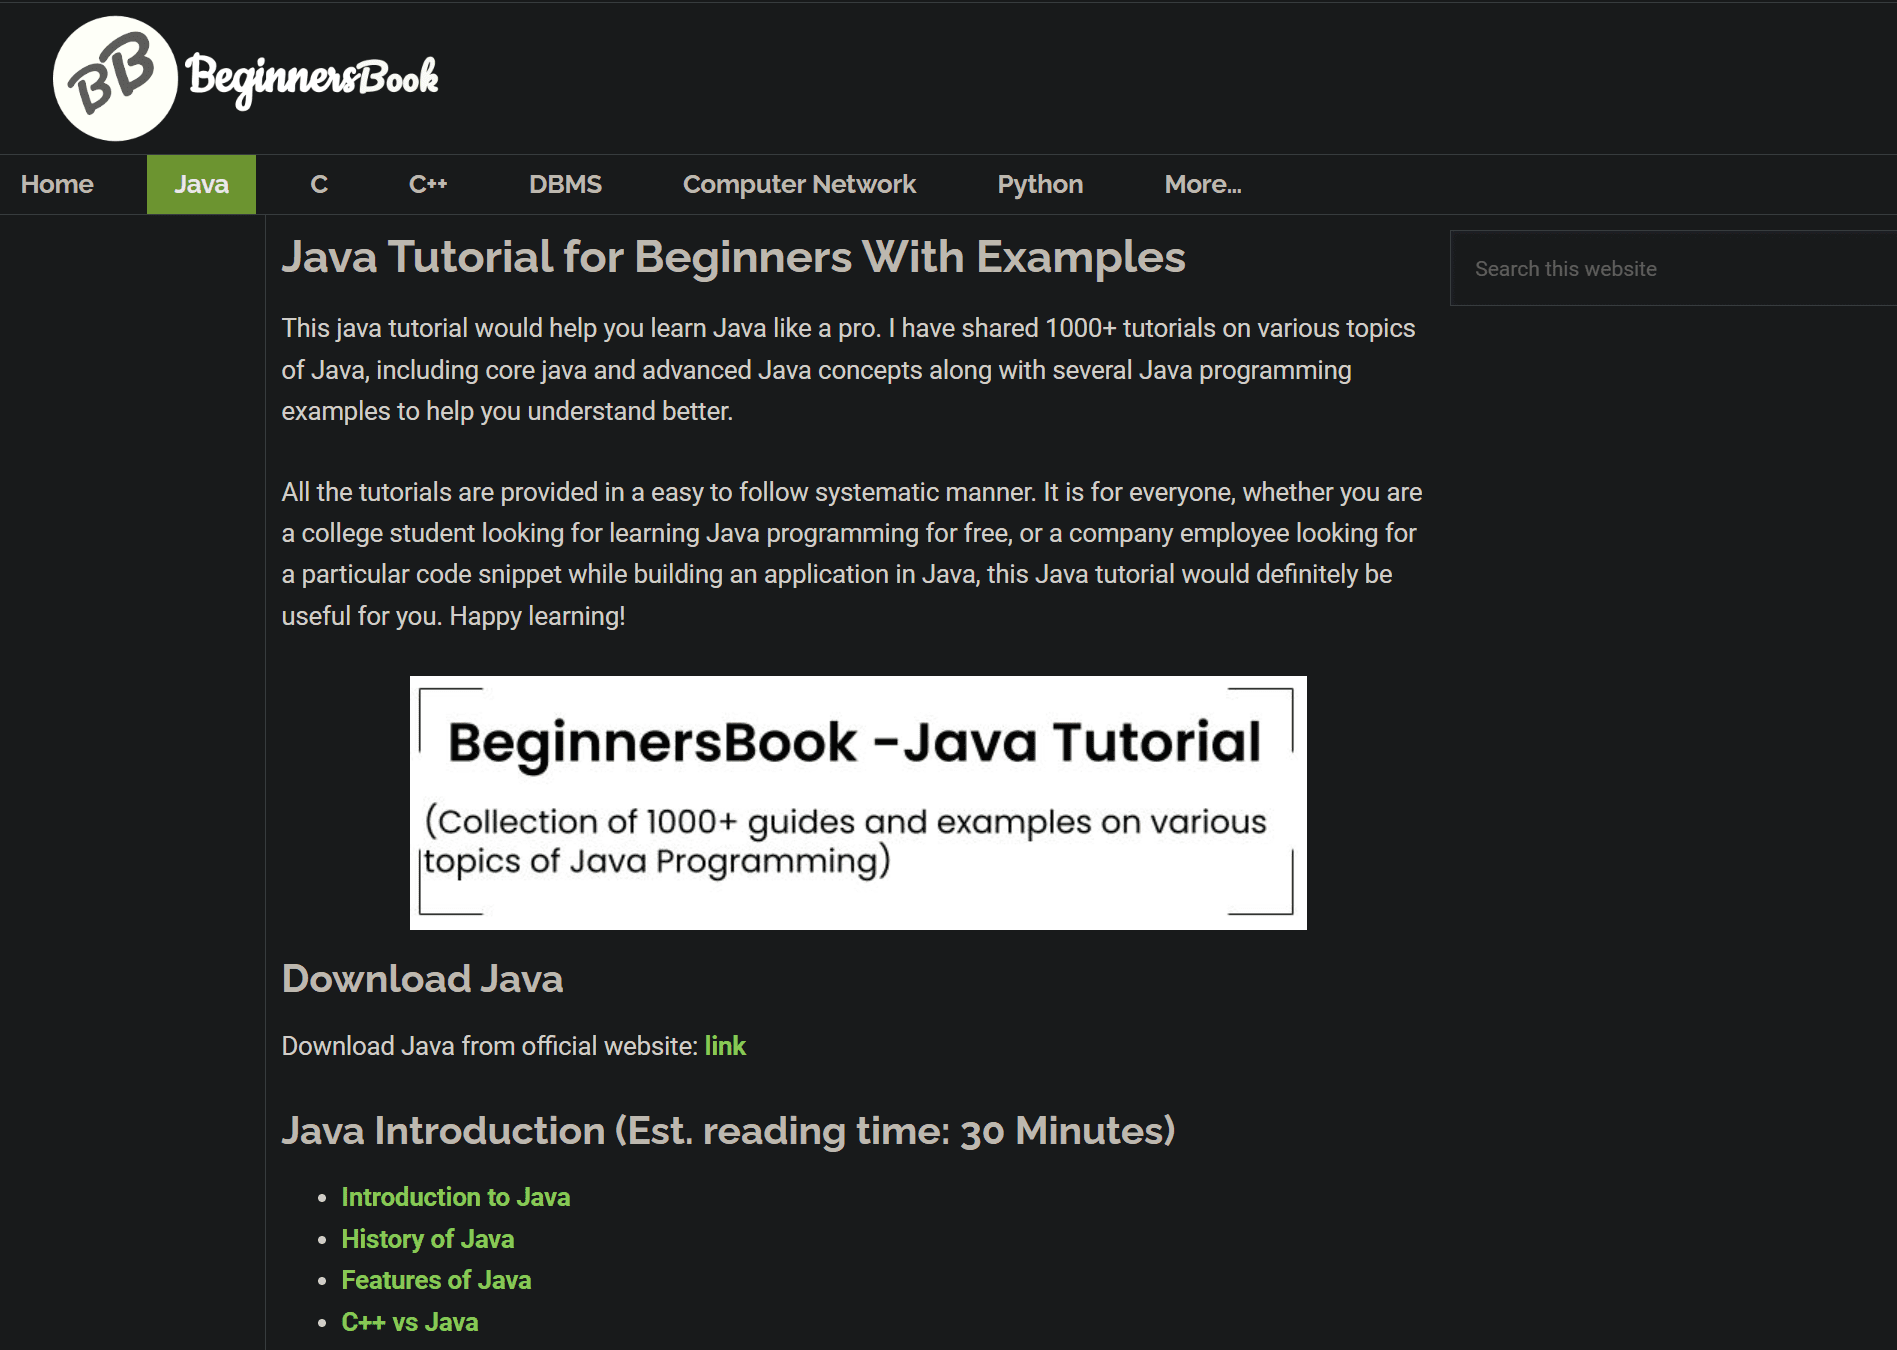 BB BeginnersBook
Home Java C C++ DBMS Computer Network Python More...
Java Tutorial for Beginners With Examples
Search this website
This java tutorial would help you learn Java like a pro. I have shared 1000+ tutorials on various topics
of Java, including core java and advanced Java concepts along with several Java programming
examples to help you understand better.
All the tutorials are provided in a easy to follow systematic manner. It is for everyone, whether you are
a college student looking for learning Java programming for free, or a company employee looking for
a particular code snippet while building an application in Java, this Java tutorial would definitely be
useful for you. Happy learning!
BeginnersBook -Java Tutorial
(Collection of 1000+ guides and examples on various
topics of Java Programming)
Download Java
Download Java from official website: link
Java Introduction (Est. reading time: 30 Minutes)
• Introduction to Java
• History of Java
• Features of Java
• C++ vs Java